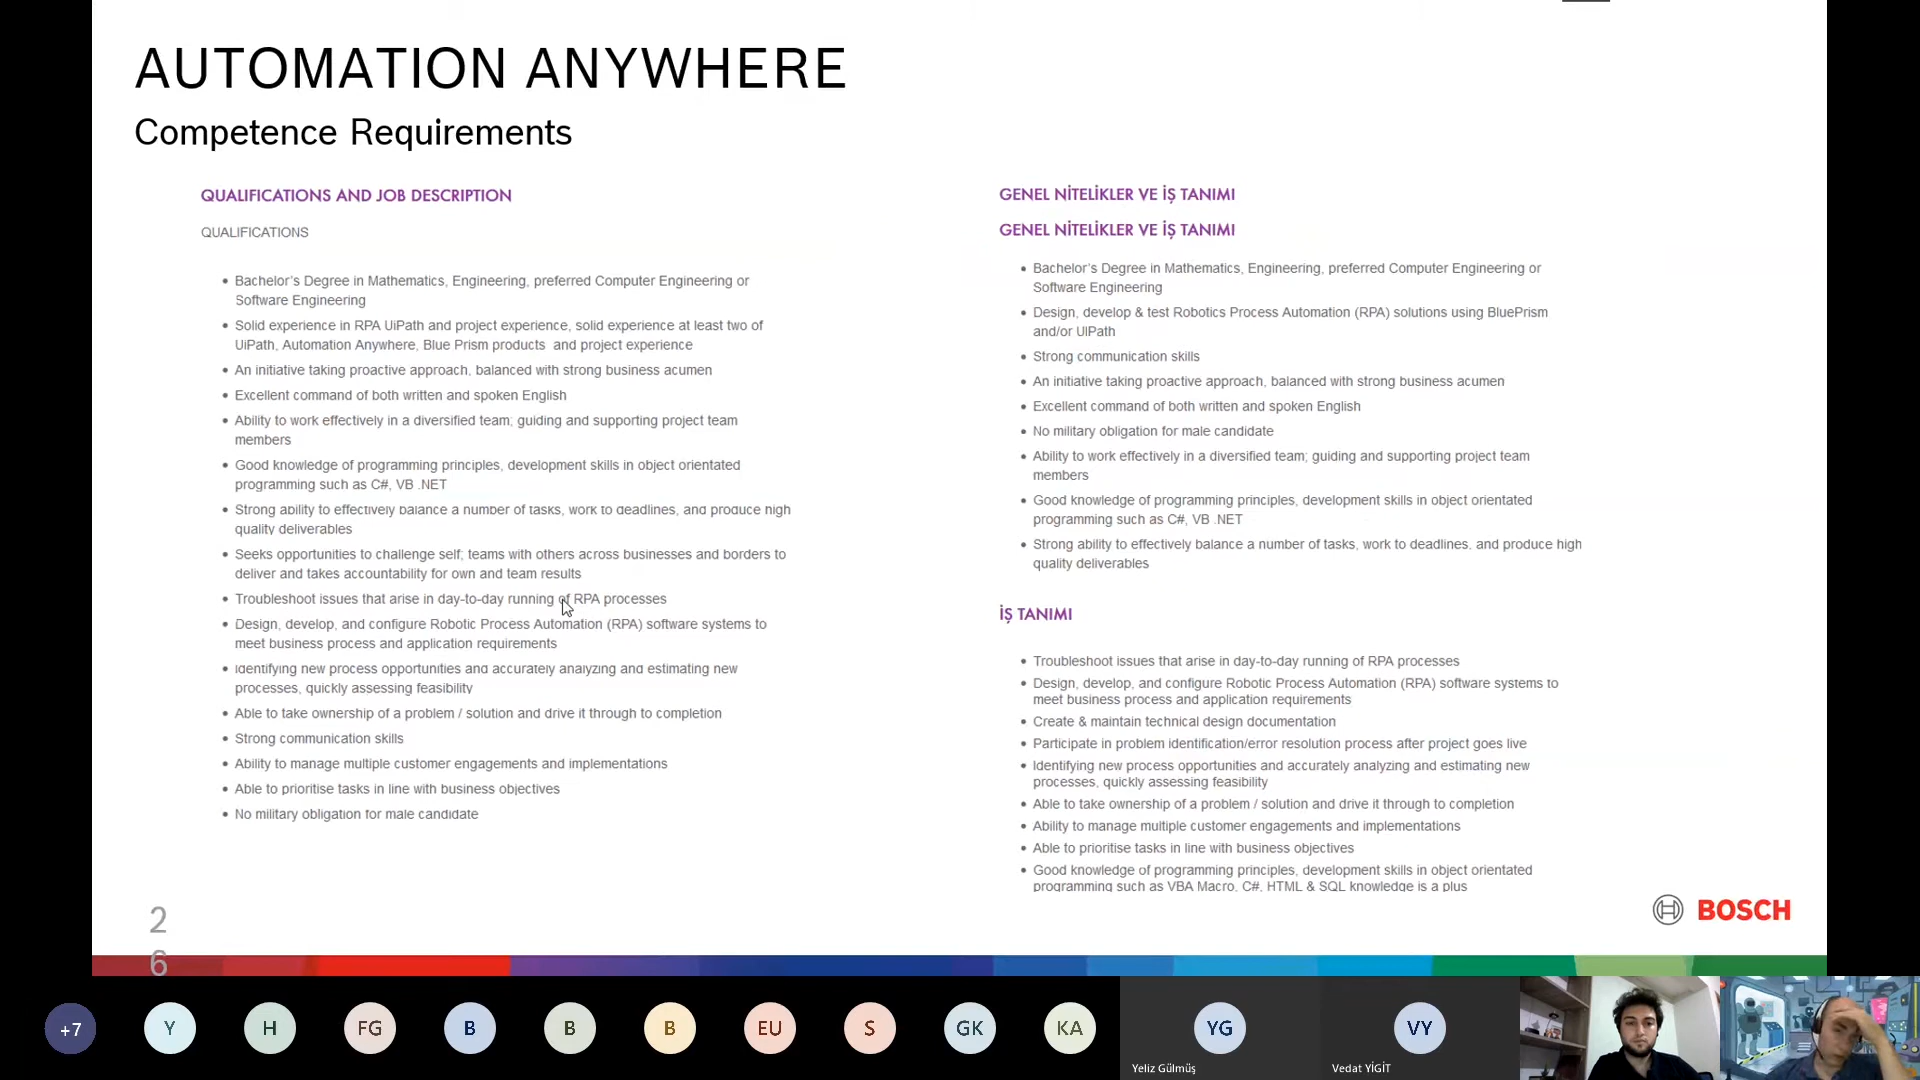 AUTOMATION ANYWHERE
Competence Requirements
QUALIFICATIONS AND JOB DESCRIPTION
QUALIFICATIONS
• Bachelor's Degree in Mathematics, Engineering, preferred Computer Engineering or
Software Engineering
• Solid experience in RPA UiPath and project experience, solid experience at least two of
UiPath, Automation Anywhere, Blue Prism products and project experience
• An initiative taking proactive approach, balanced with strong business acumen
• Excellent command of both written and spoken English
• Ability to work effectively in a diversified team; guiding and supporting project team
members
• Good knowledge of programming principles, development skills in object orientated
programming such as C#, VB .NET
• Strong ability to effectively balance a number of tasks, work to deadlines, and produce high
quality deliverables
• Seeks opportunities to challenge self; teams with others across businesses and borders to
deliver and takes accountability for own and team results
• Troubleshoot issues that arise in day-to-day running of RPA processes
• Design, develop, and configure Robotic Process Automation (RPA) software systems to
meet business process and application requirements
• Identifying new process opportunities and accurately analyzing and estimating new
processes, quickly assessing feasibility
• Able to take ownership of a problem / solution and drive it through to completion
• Strong communication skills
• Ability to manage multiple customer engagements and implementations
• Able to prioritise tasks in line with business objectives
• No military obligation for male candidate
GENEL NİTELİKLER VE İŞ TANIMI
GENEL NİTELİKLER VE İŞ TANIMI
• Bachelor's Degree in Mathematics, Engineering, preferred Computer Engineering or
Software Engineering
• Design, develop & test Robotics Process Automation (RPA) solutions using BluePrism
and/or UIPath
• Strong communication skills
• An initiative taking proactive approach, balanced with strong business acumen
• Excellent command of both written and spoken English
• No military obligation for male candidate
• Ability to work effectively in a diversified team; guiding and supporting project team
members
• Good knowledge of programming principles, development skills in object orientated
programming such as C#, VB .NET
• Strong ability to effectively balance a number of tasks, work to deadlines, and produce high
quality deliverables
İŞ TANIMI
• Troubleshoot issues that arise in day-to-day running of RPA processes
• Design, develop, and configure Robotic Process Automation (RPA) software systems to
meet business process and application requirements
• Create & maintain technical design documentation
• Participate in problem identification/error resolution process after project goes live
• Identifying new process opportunities and accurately analyzing and estimating new
processes, quickly assessing feasibility
• Able to take ownership of a problem / solution and drive it through to completion
• Ability to manage multiple customer engagements and implementations
• Able to prioritise tasks in line with business objectives
• Good knowledge of programming principles, development skills in object orientated
programming such as VBA Macro, C#, HTML & SQL knowledge is a plus
2
6
BOSCH
+7
Y
H
FG
B
B
B
EU
S
GK
KA
YG
VY
Yeliz Gülmüş
Vedat YİGİT